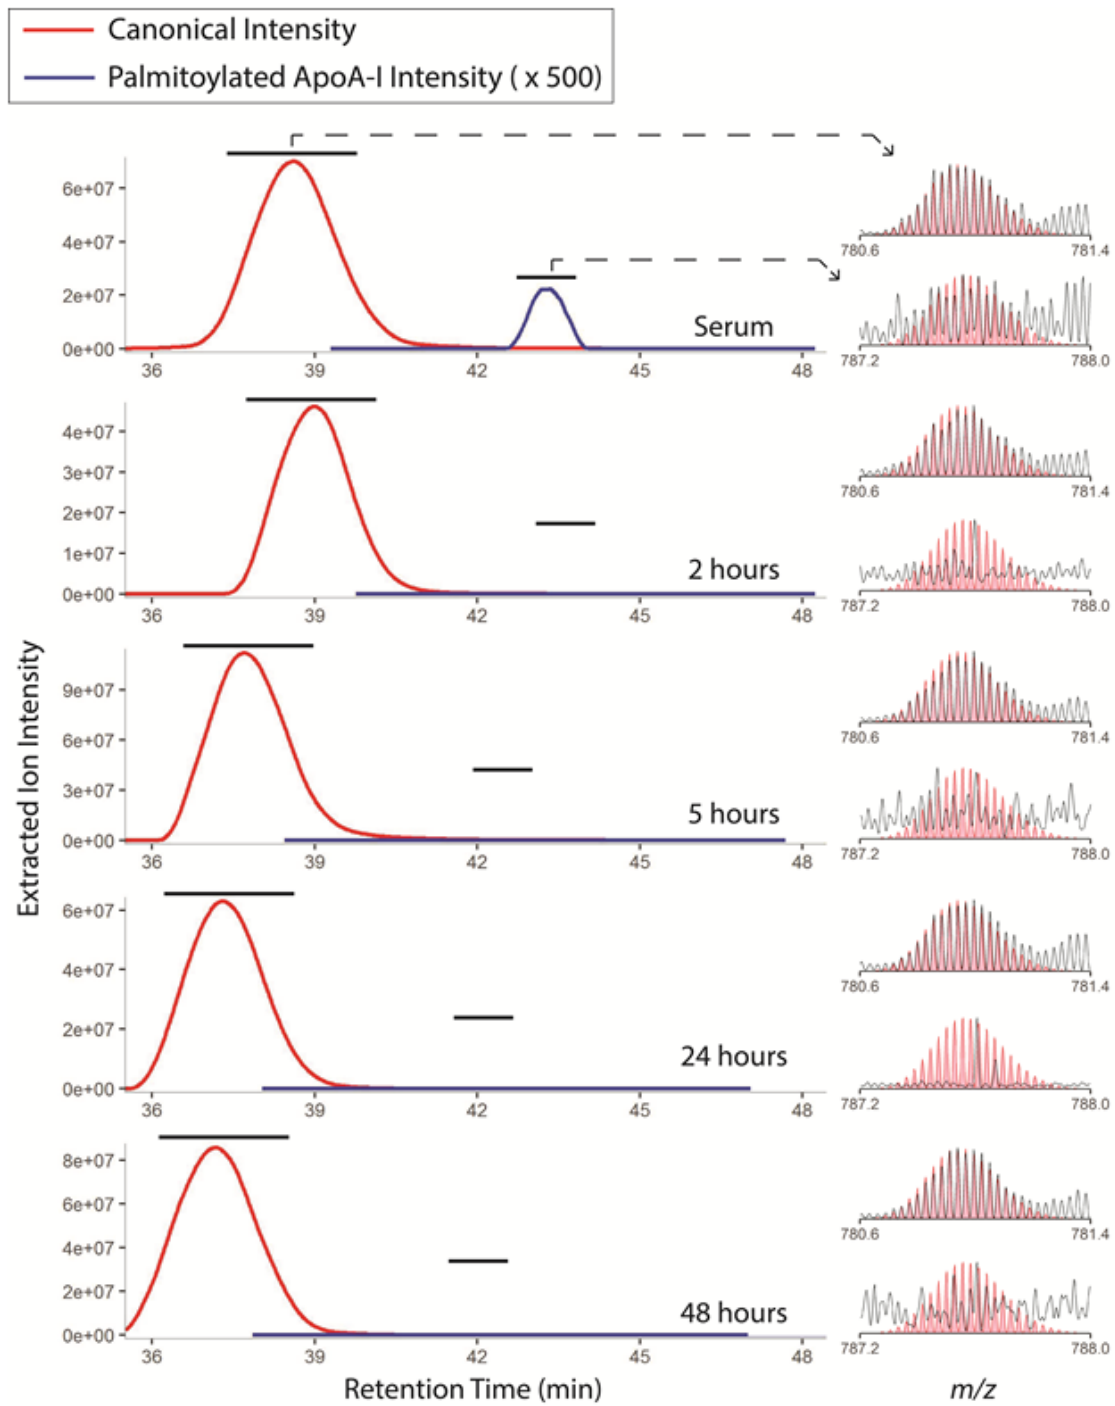 Canonical Intensity
Palmitoylated ApoA-I Intensity ( x 500)
Extracted Ion Intensity
6e+07
4e+07
2e+07
0e+00
36 39 42 45 48
Serum
780.6 781.4
787.2 788.0
4e+07
3e+07
2e+07
1e+07
0e+00
36 39 42 45 48
2 hours
780.6 781.4
787.2 788.0
9e+07
6e+07
3e+07
0e+00
36 39 42 45 48
5 hours
780.6 781.4
787.2 788.0
6e+07
4e+07
2e+07
0e+00
36 39 42 45 48
24 hours
780.6 781.4
787.2 788.0
8e+07
6e+07
4e+07
2e+07
0e+00
36 39 42 45 48
48 hours
780.6 781.4
787.2 788.0
Retention Time (min)
m/z